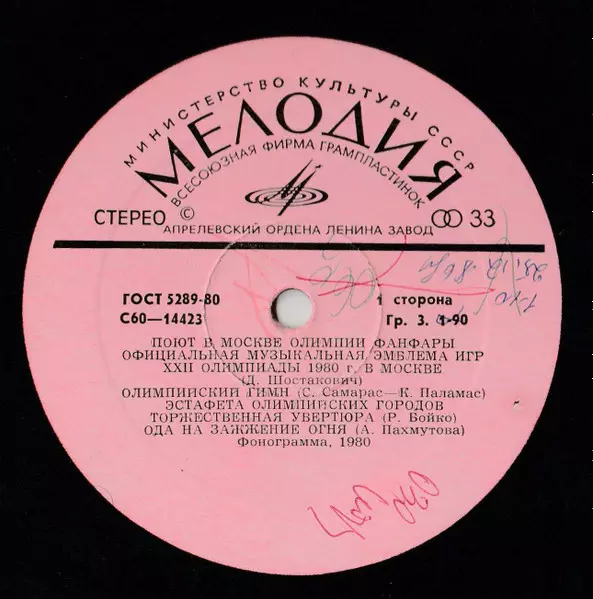 МИНИСТЕРСТВО КУЛЬТУРЫ СССР
МЕЛОДИЯ
ВСЕСОЮЗНАЯ ФИРМА ГРАМПЛАСТИНОК
СТЕРЕО © 33
АПРЕЛЕВСКИЙ ОРДЕНА ЛЕНИНА ЗАВОД
ГОСТ 5289-80 1 сторона
С60—14423 Гр. 3. 1-90
ПОЮТ В МОСКВЕ ОЛИМПИИ ФАНФАРЫ
ОФИЦИАЛЬНАЯ МУЗЫКАЛЬНАЯ ЭМБЛЕМА ИГР
XXII ОЛИМПИАДЫ 1980 г. В МОСКВЕ
(Д. Шостакович)
ОЛИМПИЙСКИЙ ГИМН (С. Самарас—К. Паламас)
ЭСТАФЕТА ОЛИМПИЙСКИХ ГОРОДОВ
ТОРЖЕСТВЕННАЯ УВЕРТЮРА (Р. Бойко)
ОДА НА ЗАЖЖЕНИЕ ОГНЯ (А. Пахмутова)
Фонограмма, 1980